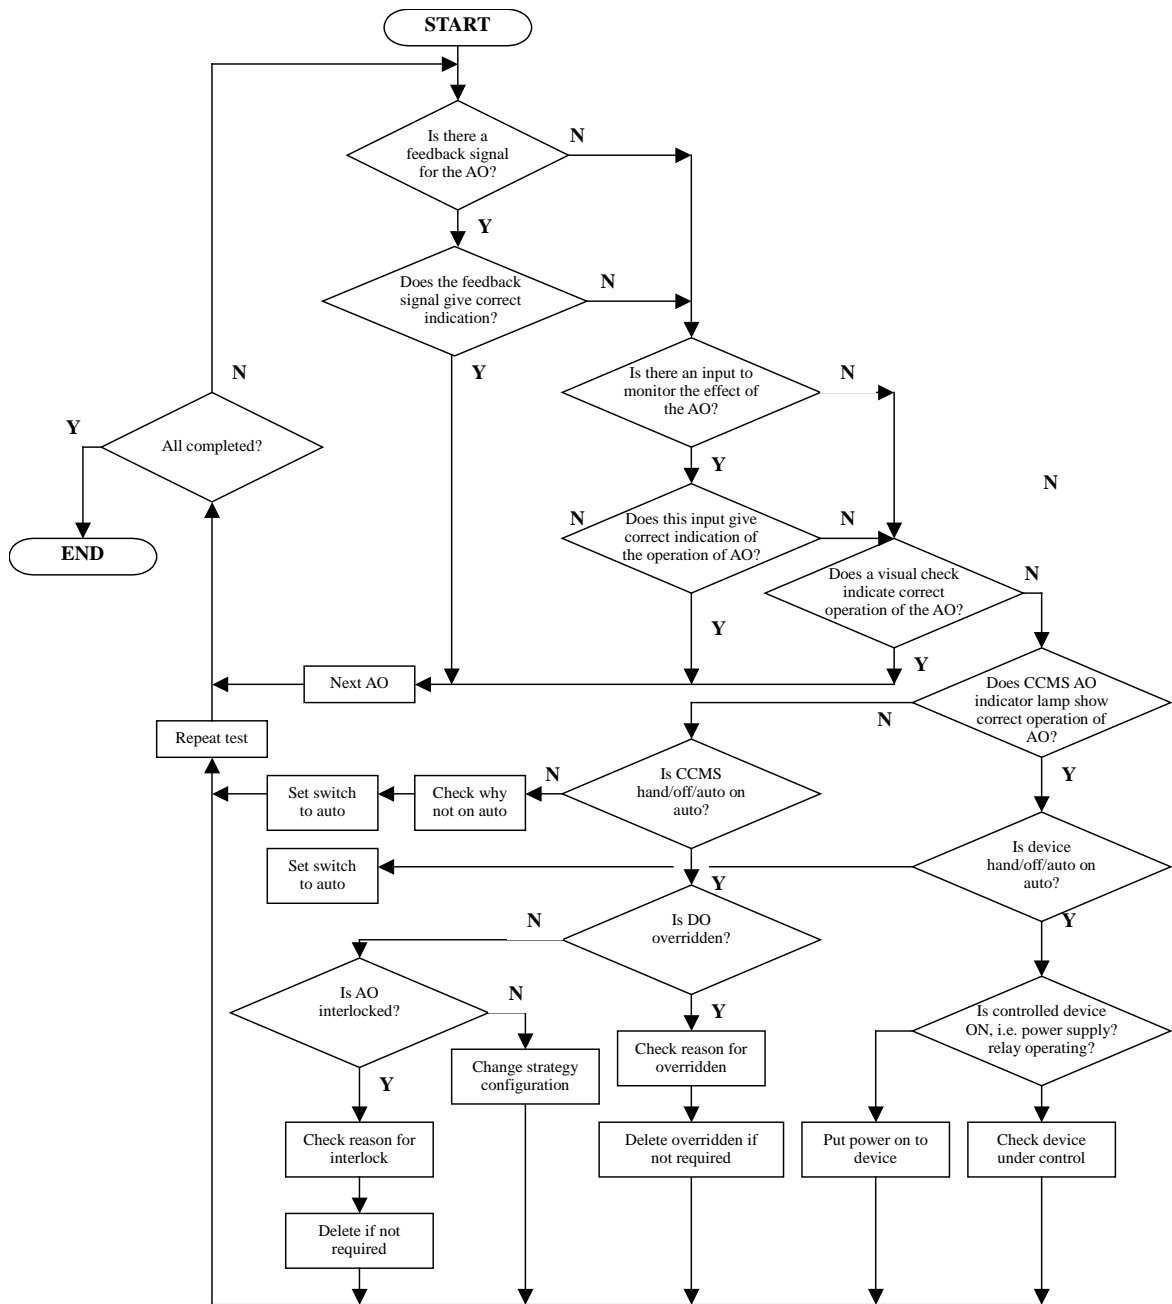 START
Is there a
feedback signal
for the AO?
N
Y
Does the feedback
signal give correct
indication?
N
Y
Is there an input to
monitor the effect of
the AO?
N
Y
N
Y
All completed?
END
N
Does this input give
correct indication of
the operation of AO?
N
N
Y
Does a visual check
indicate correct
operation of the AO?
N
Y
Next AO
Does CCMS AO
indicator lamp show
correct operation of
AO?
N
Y
Repeat test
Is CCMS
hand/off/auto on
auto?
N
Y
Check why
not on auto
Set switch
to auto
Is device
hand/off/auto on
auto?
Y
Set switch
to auto
Is DO
overridden?
N
Y
Is AO
interlocked?
N
Y
Is controlled device
ON, i.e. power supply?
relay operating?
Change strategy
configuration
Check reason for
overridden
Check reason for
interlock
Delete overridden if
not required
Put power on to
device
Check device
under control
Delete if not
required